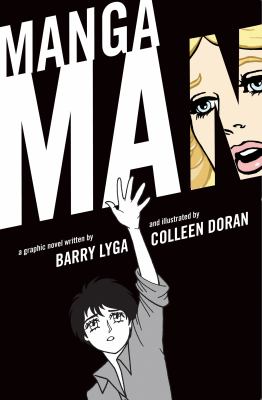 MANGA
MAN
a graphic novel written by
BARRY LYGA
and illustrated by
COLLEEN DORAN